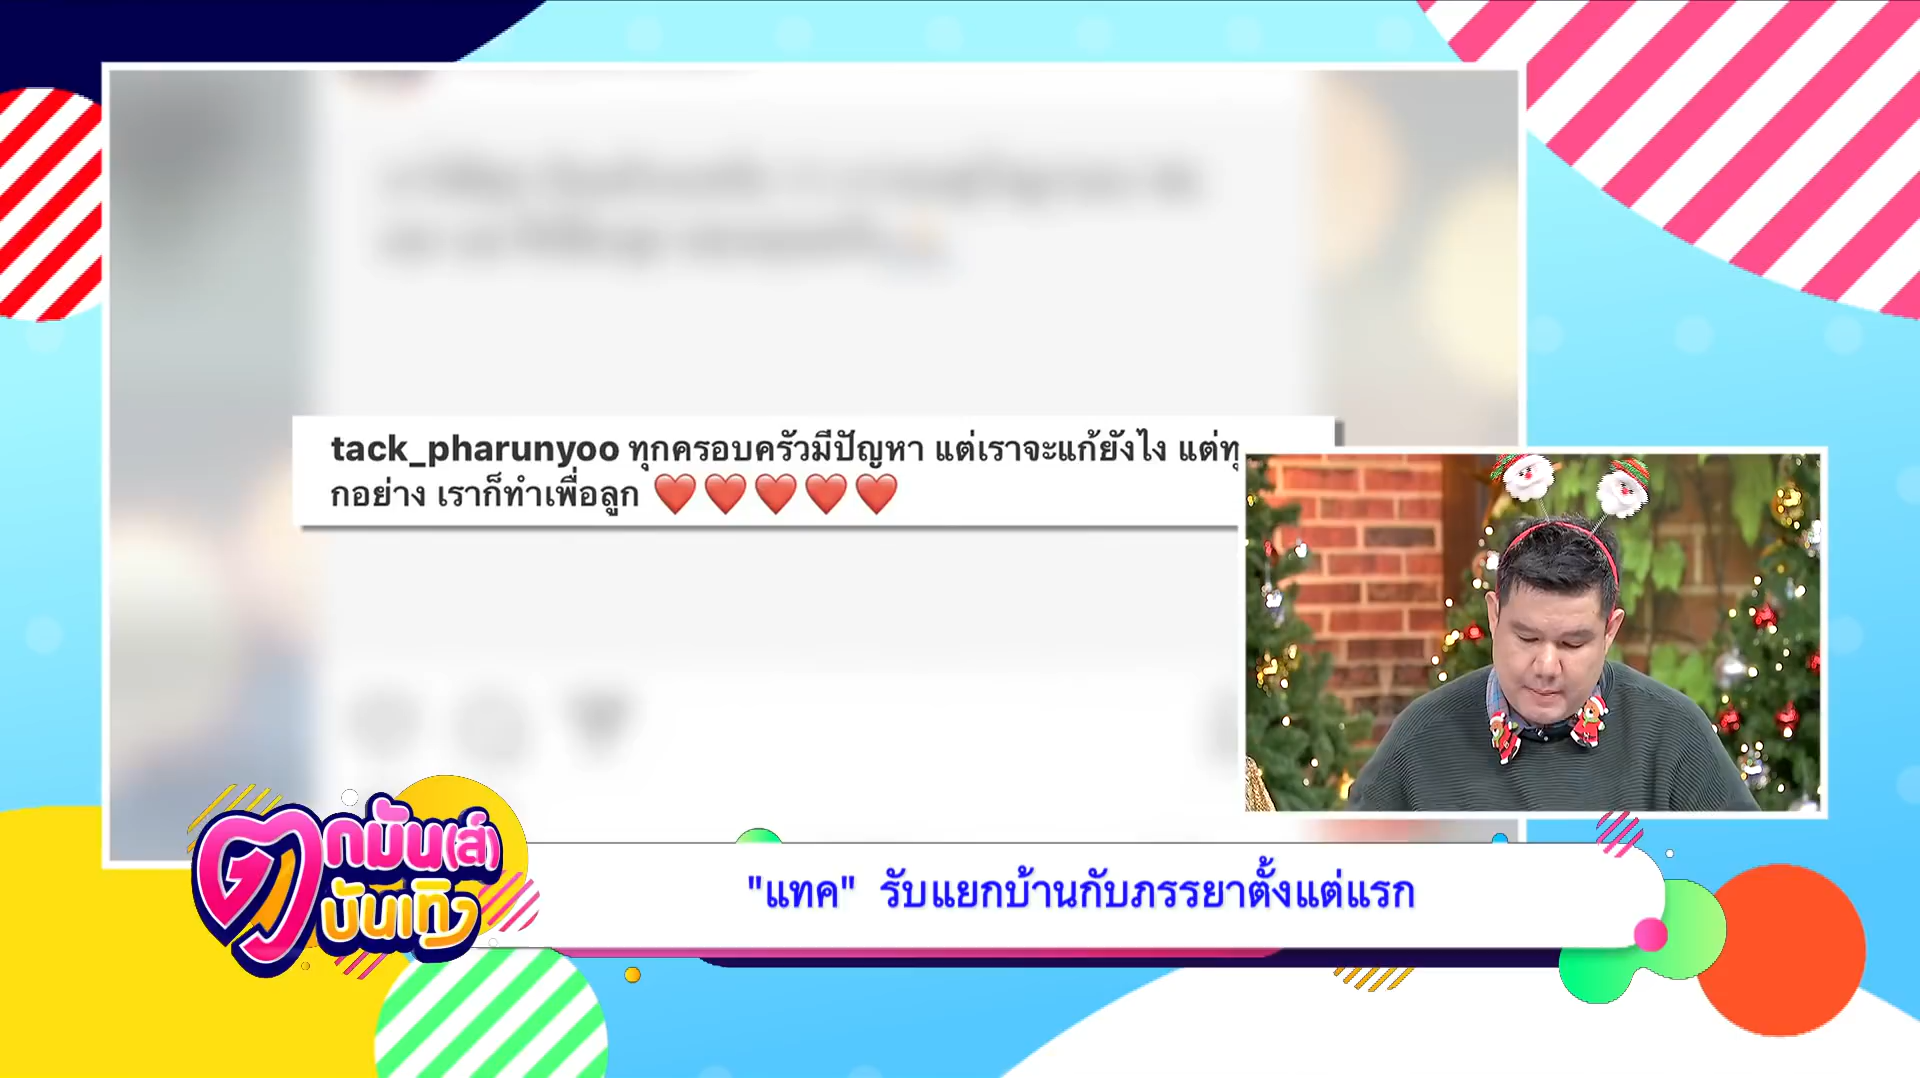 tack_pharunyoo ทุกครอบครัวมีปัญหา แต่เราจะแก้ยังไง แต่ทุ
กอย่าง เราก็ทำเพื่อลูก ❤️❤️❤️❤️❤️
ตกมัน(ส์)
บันเทิง
"แทค" รับแยกบ้านกับภรรยาตั้งแต่แรก